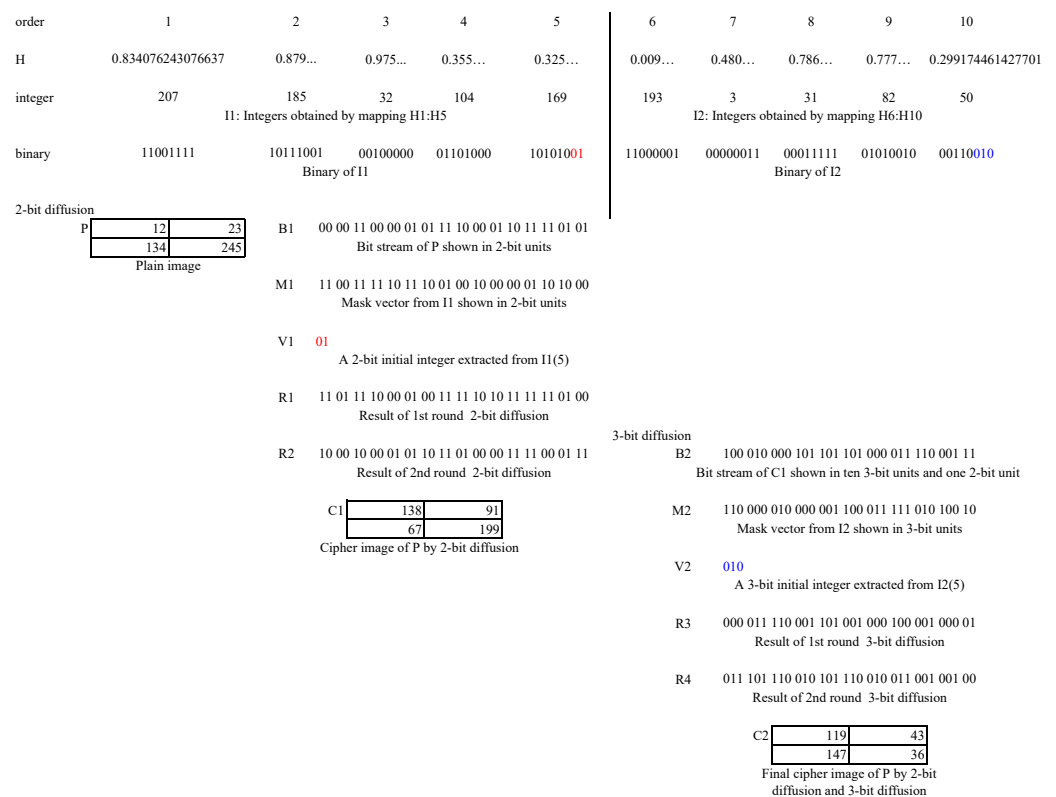 order 1 2 3 4 5 6 7 8 9 10
H 0.834076243076637 0.879... 0.975... 0.355… 0.325… 0.009… 0.480… 0.786… 0.777… 0.299174461427701
integer 207 185 32 104 169 193 3 31 82 50
I1: Integers obtained by mapping H1:H5 I2: Integers obtained by mapping H6:H10
binary 11001111 10111001 00100000 01101000 10101001 11000001 00000011 00011111 01010010 00110010
Binary of I1 Binary of I2
2-bit diffusion
P 12 23
134 245
Plain image
B1 00 00 11 00 00 01 01 11 10 00 01 10 11 11 01 01
Bit stream of P shown in 2-bit units
M1 11 00 11 11 10 11 10 01 00 10 00 00 01 10 10 00
Mask vector from I1 shown in 2-bit units
V1 01
A 2-bit initial integer extracted from I1(5)
R1 11 01 11 10 00 01 00 11 11 10 10 11 11 11 01 00
Result of 1st round 2-bit diffusion
R2 10 00 10 00 01 01 10 11 01 00 00 11 11 00 01 11
Result of 2nd round 2-bit diffusion
C1 138 91
67 199
Cipher image of P by 2-bit diffusion
3-bit diffusion
B2 100 010 000 101 101 101 000 011 110 001 11
Bit stream of C1 shown in ten 3-bit units and one 2-bit unit
M2 110 000 010 000 001 100 011 111 010 100 10
Mask vector from I2 shown in 3-bit units
V2 010
A 3-bit initial integer extracted from I2(5)
R3 000 011 110 001 101 001 000 100 001 000 01
Result of 1st round 3-bit diffusion
R4 011 101 110 010 101 110 010 011 001 001 00
Result of 2nd round 3-bit diffusion
C2 119 43
147 36
Final cipher image of P by 2-bit
diffusion and 3-bit diffusion